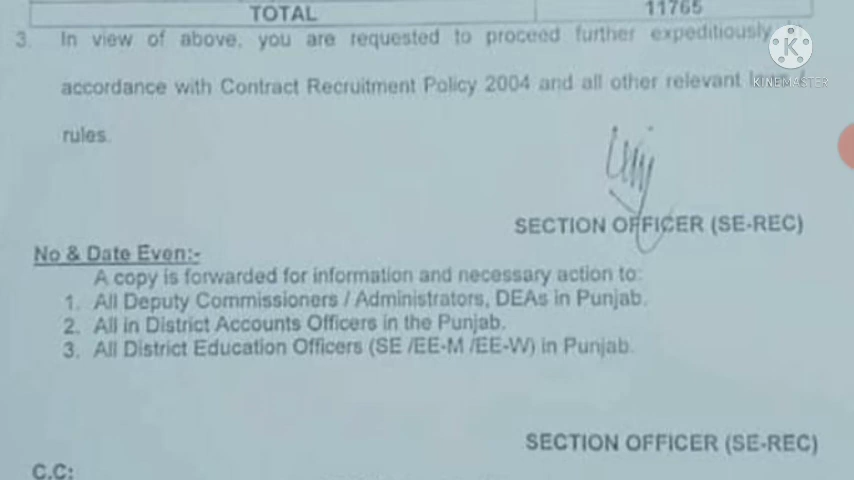 TOTAL 11765
3. In view of above, you are requested to proceed further expeditiously
K
KINEMASTER
accordance with Contract Recruitment Policy 2004 and all other relevant
rules.
SECTION OFFICER (SE-REC)
No & Date Even:-
A copy is forwarded for information and necessary action to:
1. All Deputy Commissioners / Administrators, DEAs in Punjab.
2. All in District Accounts Officers in the Punjab.
3. All District Education Officers (SE /EE-M /EE-W) in Punjab.
SECTION OFFICER (SE-REC)
C.C: